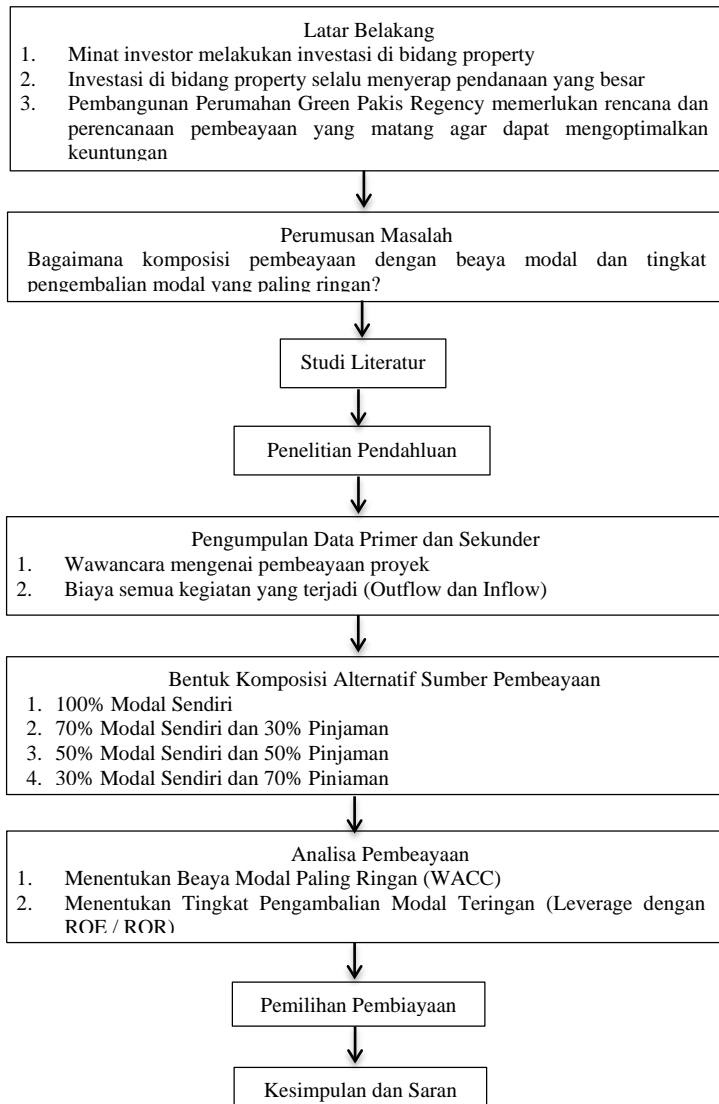 Latar Belakang
1. Minat investor melakukan investasi di bidang property
2. Investasi di bidang property selalu menyerap pendanaan yang besar
3. Pembangunan Perumahan Green Pakis Regency memerlukan rencana dan
perencanaan pembeayaan yang matang agar dapat mengoptimalkan
keuntungan
Perumusan Masalah
Bagaimana komposisi pembeayaan dengan beaya modal dan tingkat
pengembalian modal yang paling ringan?
Studi Literatur
Penelitian Pendahluan
Pengumpulan Data Primer dan Sekunder
1. Wawancara mengenai pembeayaan proyek
2. Biaya semua kegiatan yang terjadi (Outflow dan Inflow)
Bentuk Komposisi Alternatif Sumber Pembeayaan
1. 100% Modal Sendiri
2. 70% Modal Sendiri dan 30% Pinjaman
3. 50% Modal Sendiri dan 50% Pinjaman
4. 30% Modal Sendiri dan 70% Pinjaman
Analisa Pembeayaan
1. Menentukan Beaya Modal Paling Ringan (WACC)
2. Menentukan Tingkat Pengambalian Modal Teringan (Leverage dengan
ROE / ROR)
Pemilihan Pembiayaan
Kesimpulan dan Saran